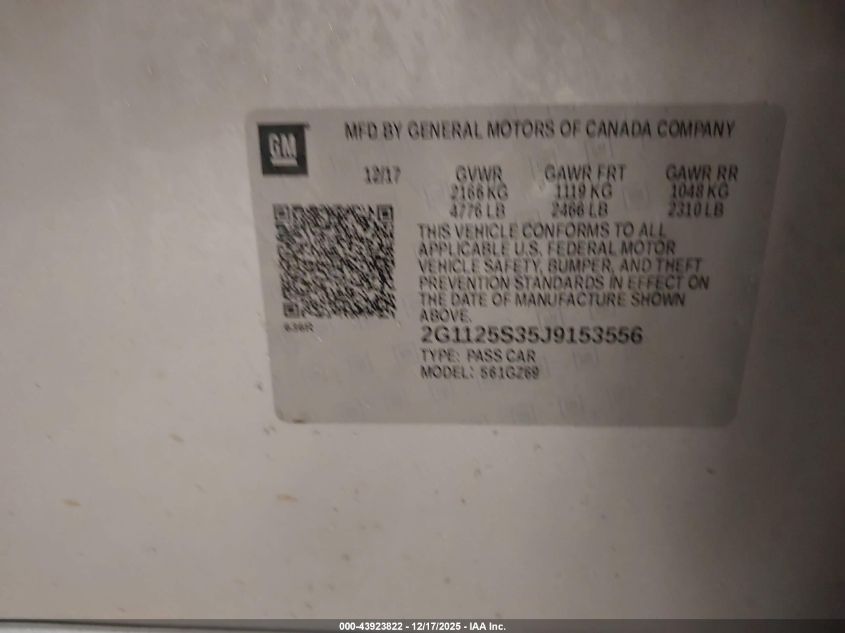 GM
MFD BY GENERAL MOTORS OF CANADA COMPANY
12/17 GVWR GAWR FRT GAWR RR
2166 KG 1119 KG 1048 KG
4776 LB 2466 LB 2310 LB
THIS VEHICLE CONFORMS TO ALL
APPLICABLE U.S. FEDERAL MOTOR
VEHICLE SAFETY, BUMPER, AND THEFT
PREVENTION STANDARDS IN EFFECT ON
THE DATE OF MANUFACTURE SHOWN
ABOVE.
2G1125S35J9153556
TYPE: PASS CAR
MODEL: 561G269
000-43923822 - 12/17/2025 - IAA Inc.